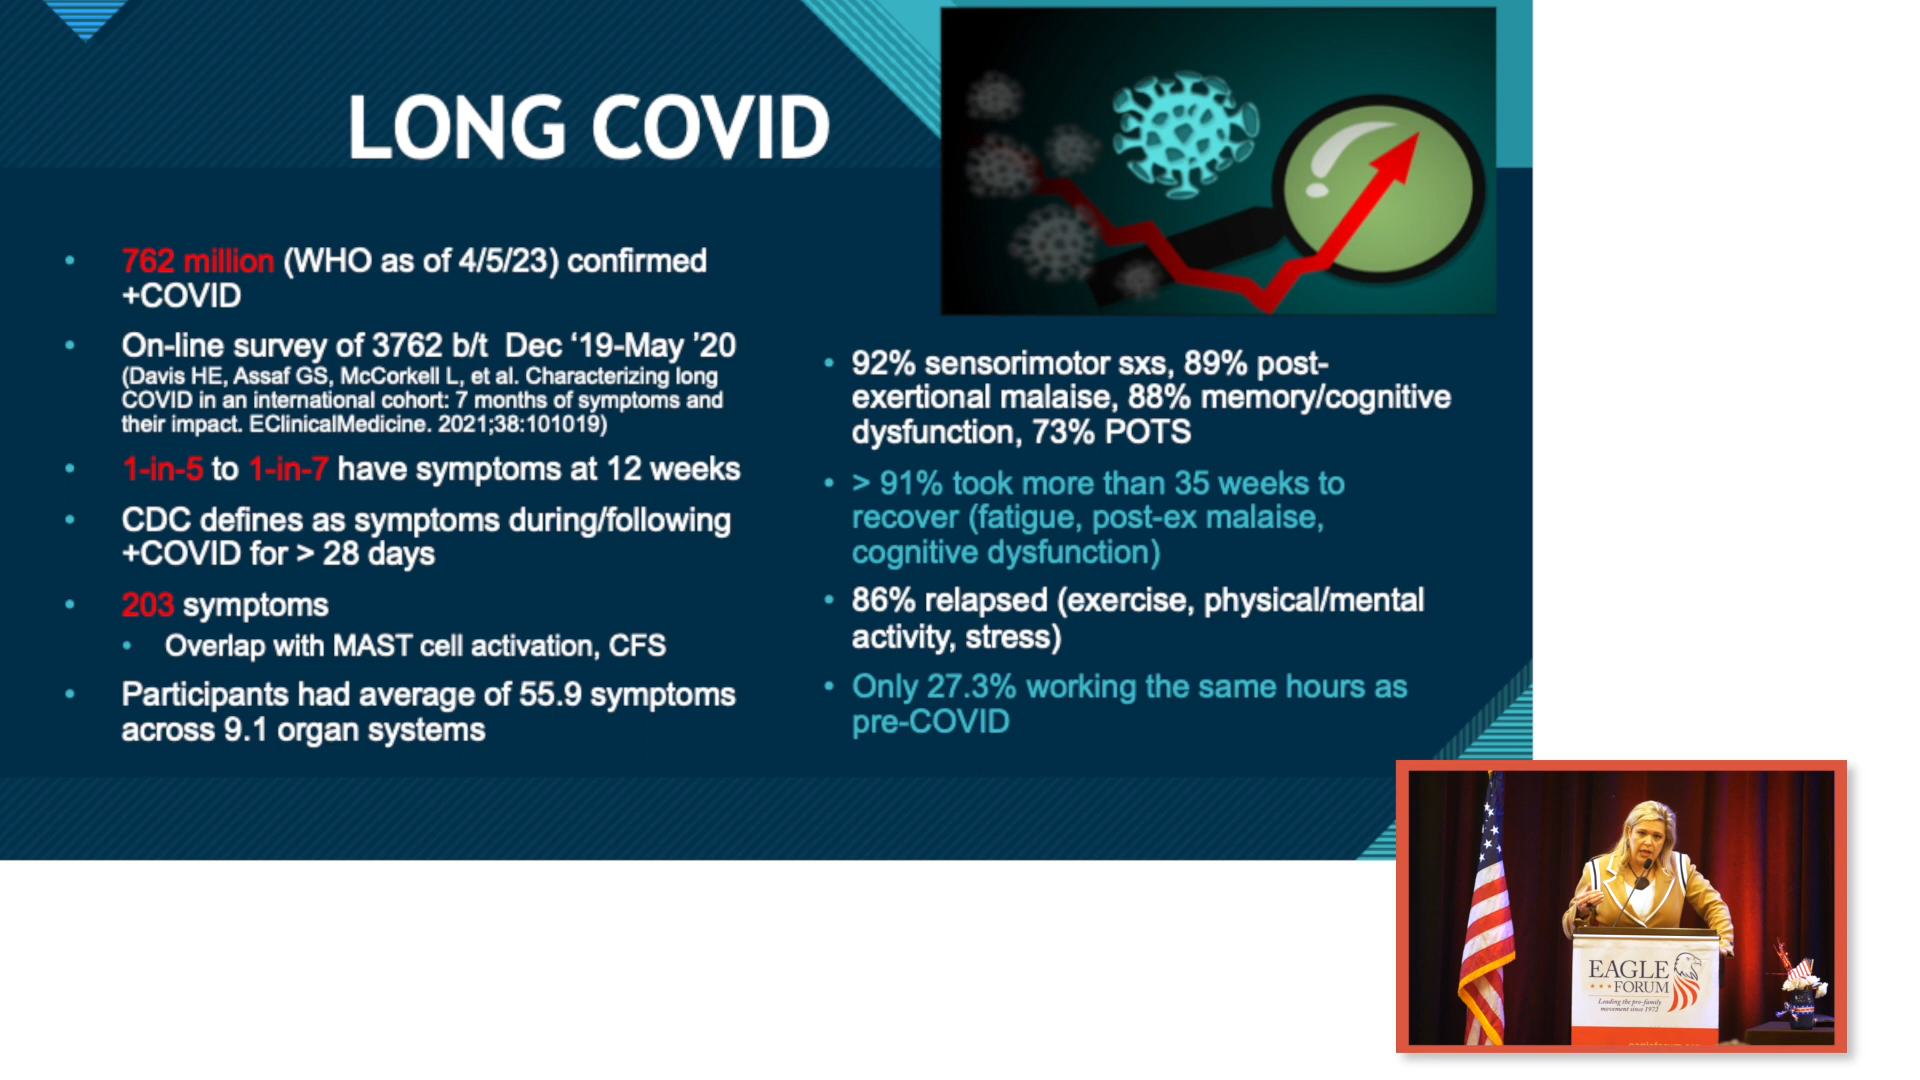 LONG COVID
• 762 million (WHO as of 4/5/23) confirmed
+COVID
• On-line survey of 3762 b/t Dec ‘19-May ’20
(Davis HE, Assaf GS, McCorkell L, et al. Characterizing long
COVID in an international cohort: 7 months of symptoms and
their impact. EClinicalMedicine. 2021;38:101019)
• 1-in-5 to 1-in-7 have symptoms at 12 weeks
• CDC defines as symptoms during/following
+COVID for > 28 days
• 203 symptoms
• Overlap with MAST cell activation, CFS
• Participants had average of 55.9 symptoms
across 9.1 organ systems
• 92% sensorimotor sxs, 89% post-
exertional malaise, 88% memory/cognitive
dysfunction, 73% POTS
• > 91% took more than 35 weeks to
recover (fatigue, post-ex malaise,
cognitive dysfunction)
• 86% relapsed (exercise, physical/mental
activity, stress)
• Only 27.3% working the same hours as
pre-COVID
EAGLE
FORUM
Leading the pro-family
movement since 1972